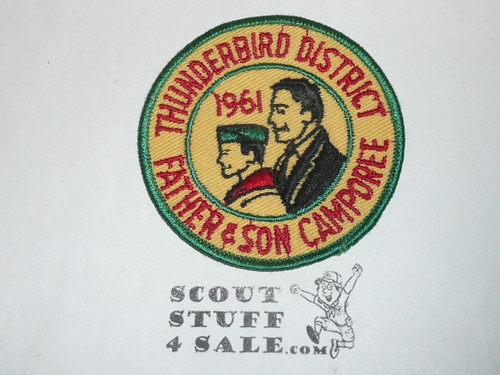 THUNDERBIRD DISTRICT
1961
FATHER & SON CAMPOREE
SCOUT
STUFF
4 SALE.COM